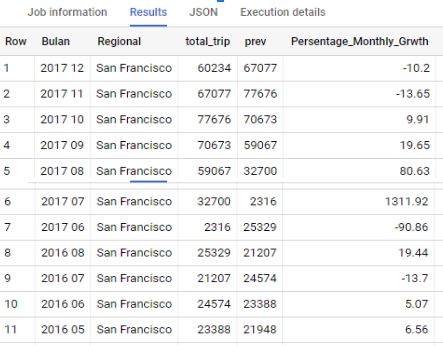 Job information Results JSON Execution details
Row Bulan Regional total_trip prev Persentage_Monthly_Grwth
1 2017 12 San Francisco 60234 67077 -10.2
2 2017 11 San Francisco 67077 77676 -13.65
3 2017 10 San Francisco 77676 70673 9.91
4 2017 09 San Francisco 70673 59067 19.65
5 2017 08 San Francisco 59067 32700 80.63
6 2017 07 San Francisco 32700 2316 1311.92
7 2017 06 San Francisco 2316 25329 -90.86
8 2016 08 San Francisco 25329 21207 19.44
9 2016 07 San Francisco 21207 24574 -13.7
10 2016 06 San Francisco 24574 23388 5.07
11 2016 05 San Francisco 23388 21948 6.56